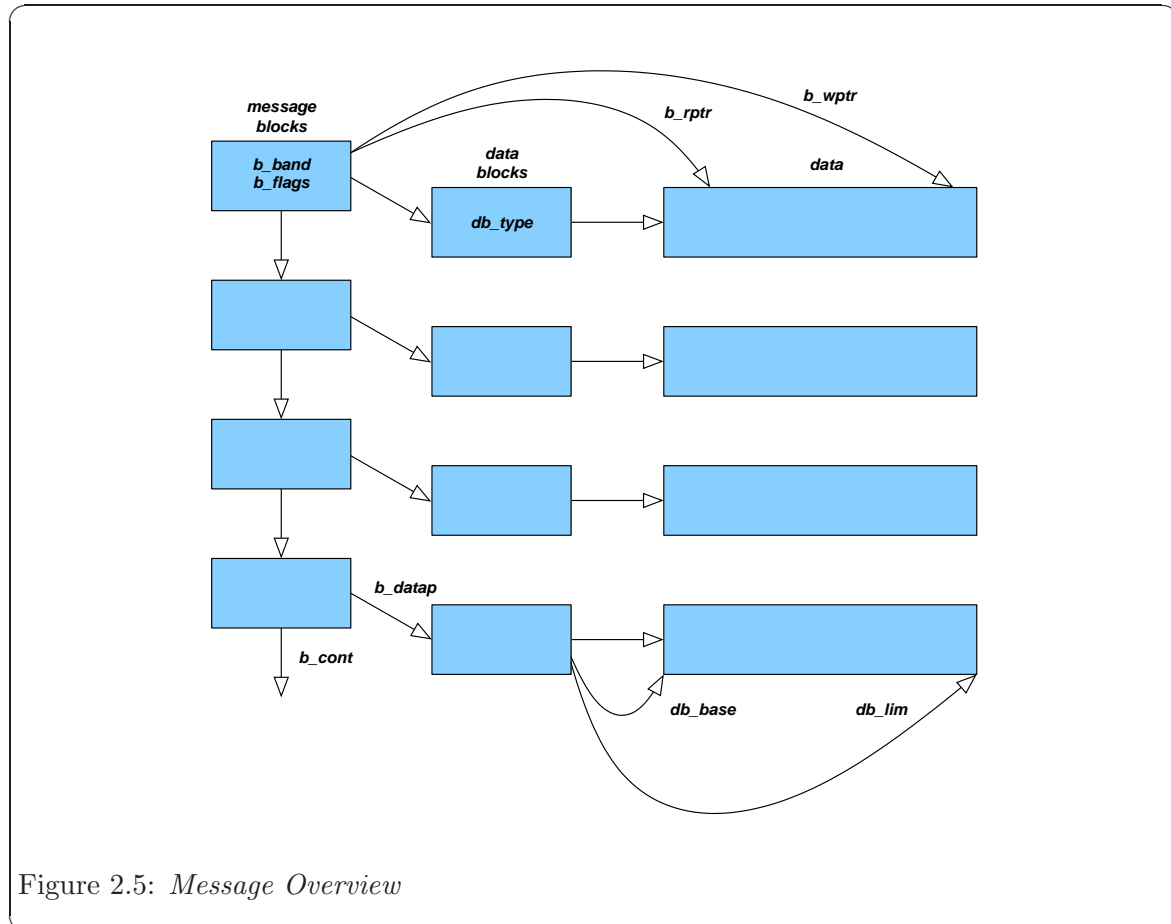 message
blocks
b_band
b_flags
data
blocks
db_type
b_rptr
b_wptr
data
b_datap
b_cont
db_base
db_lim
Figure 2.5: Message Overview